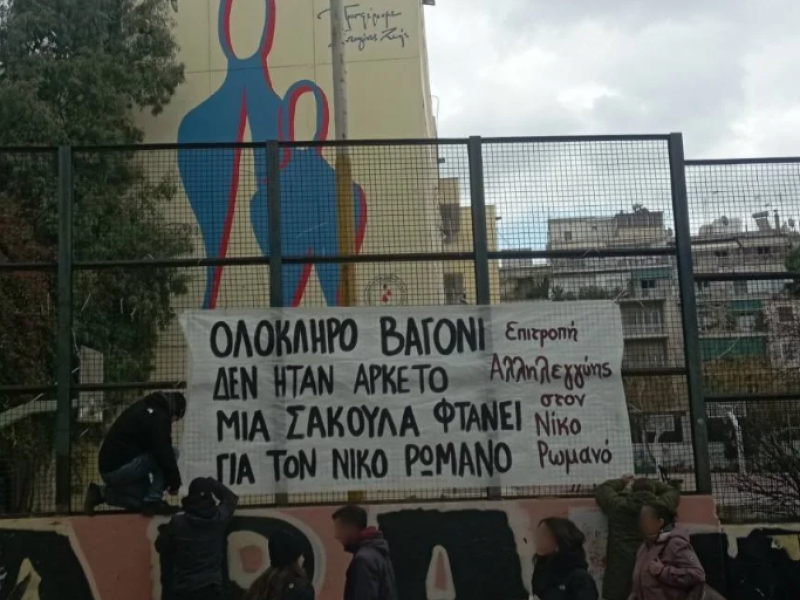 ΟΛΟΚΛΗΡΟ ΒΑΓΟΝΙ
ΔΕΝ ΗΤΑΝ ΑΡΚΕΤΟ
ΜΙΑ ΣΑΚΟΥΛΑ ΦΤΑΝΕΙ
ΓΙΑ ΤΟΝ ΝΙΚΟ ΡΩΜΑΝΟ
Επιτροπή
Αλληλεγγύης
στον
Νίκο
Ρωμανό